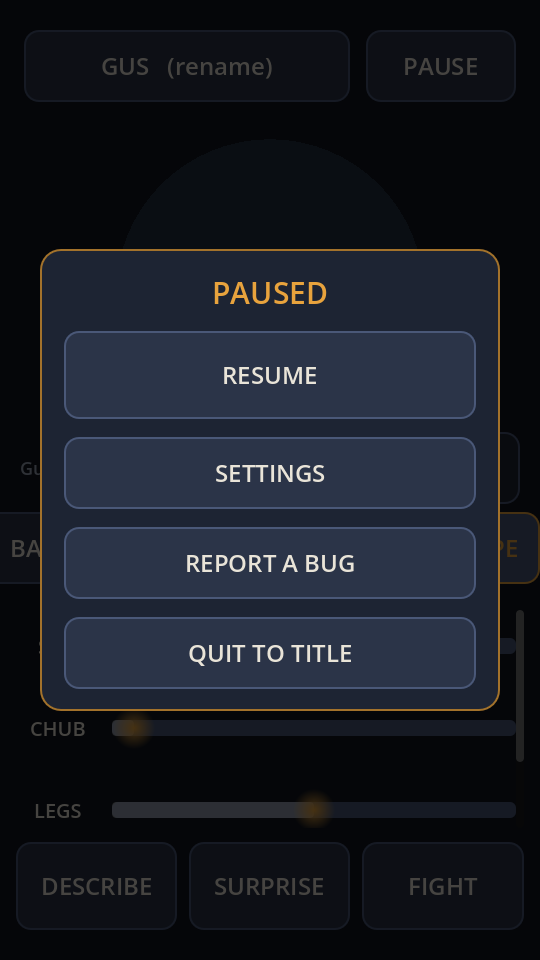 GUS (rename)
PAUSE
PAUSED
RESUME
SETTINGS
REPORT A BUG
QUIT TO TITLE
CHUB
LEGS
DESCRIBE
SURPRISE
FIGHT